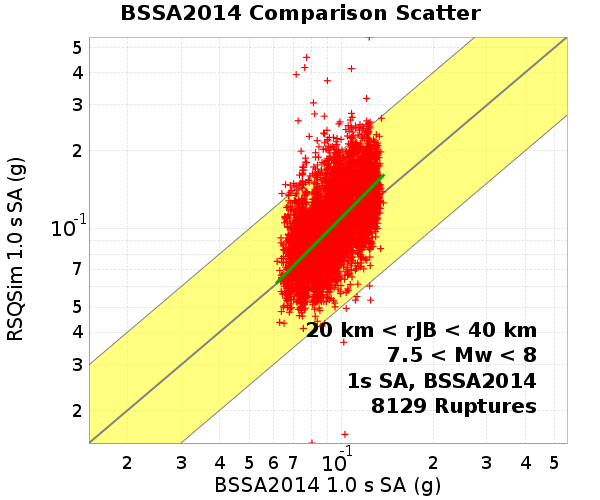 BSSA2014 Comparison Scatter
RSQSim 1.0 s SA (g)
5
4
3
2
10-1
7
5
4
3
2
20 km < rJB < 40 km
7.5 < Mw < 8
1s SA, BSSA2014
8129 Ruptures
2 3 4 5 6 7 10-1 2 3 4 5
BSSA2014 1.0 s SA (g)